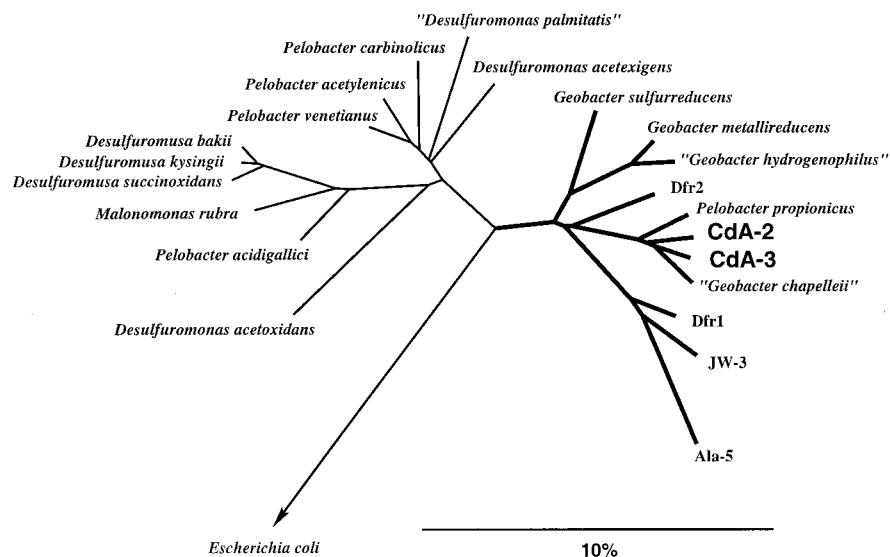 "Desulfuromonas palmitatis"
Pelobacter carbinolicus
Desulfuromonas acetexigens
Pelobacter acetylenicus
Geobacter sulfurreducens
Pelobacter venetianus
Geobacter metallireducens
Desulfuromusa bakii
Desulfuromusa kysingii
"Geobacter hydrogenophilus"
Desulfuromusa succinoxidans
Dfr2
Malonomonas rubra
Pelobacter propionicus
CdA-2
Pelobacter acidigallici
CdA-3
"Geobacter chapelleii"
Desulfuromonas acetoxidans
Dfr1
JW-3
Ala-5
Escherichia coli
10%